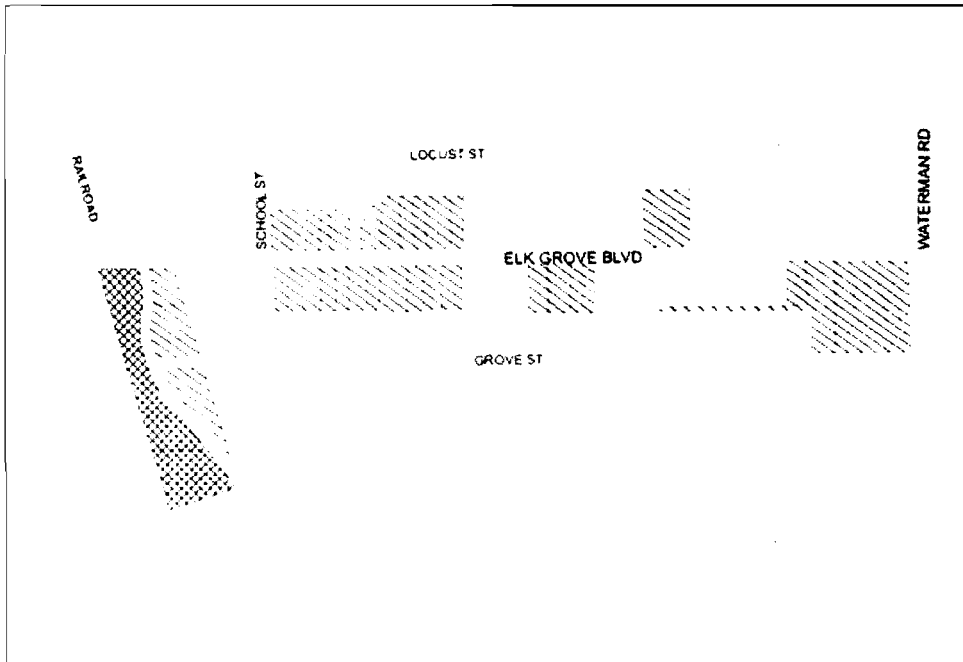 LOCUST ST
RAILROAD
SCHOOL ST
WATERMAN RD
ELK GROVE BLVD
GROVE ST